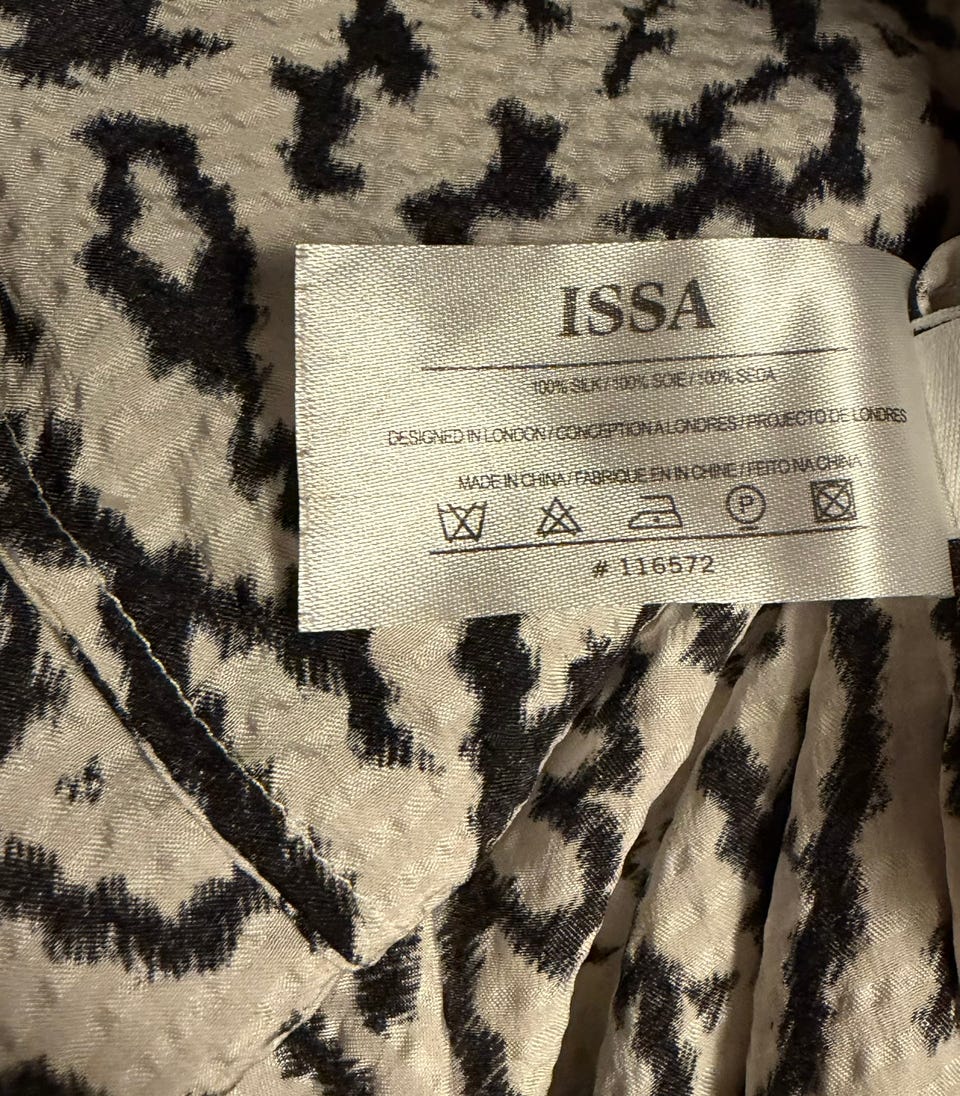 ISSA
100% SILK / 100% SOIE / 100% SEDA
DESIGNED IN LONDON / CONCEPTION A LONDRES / PROJECTO DE LONDRES
MADE IN CHINA / FABRIQUE EN IN CHINE / FEITO NA CHINA
P
# 116572